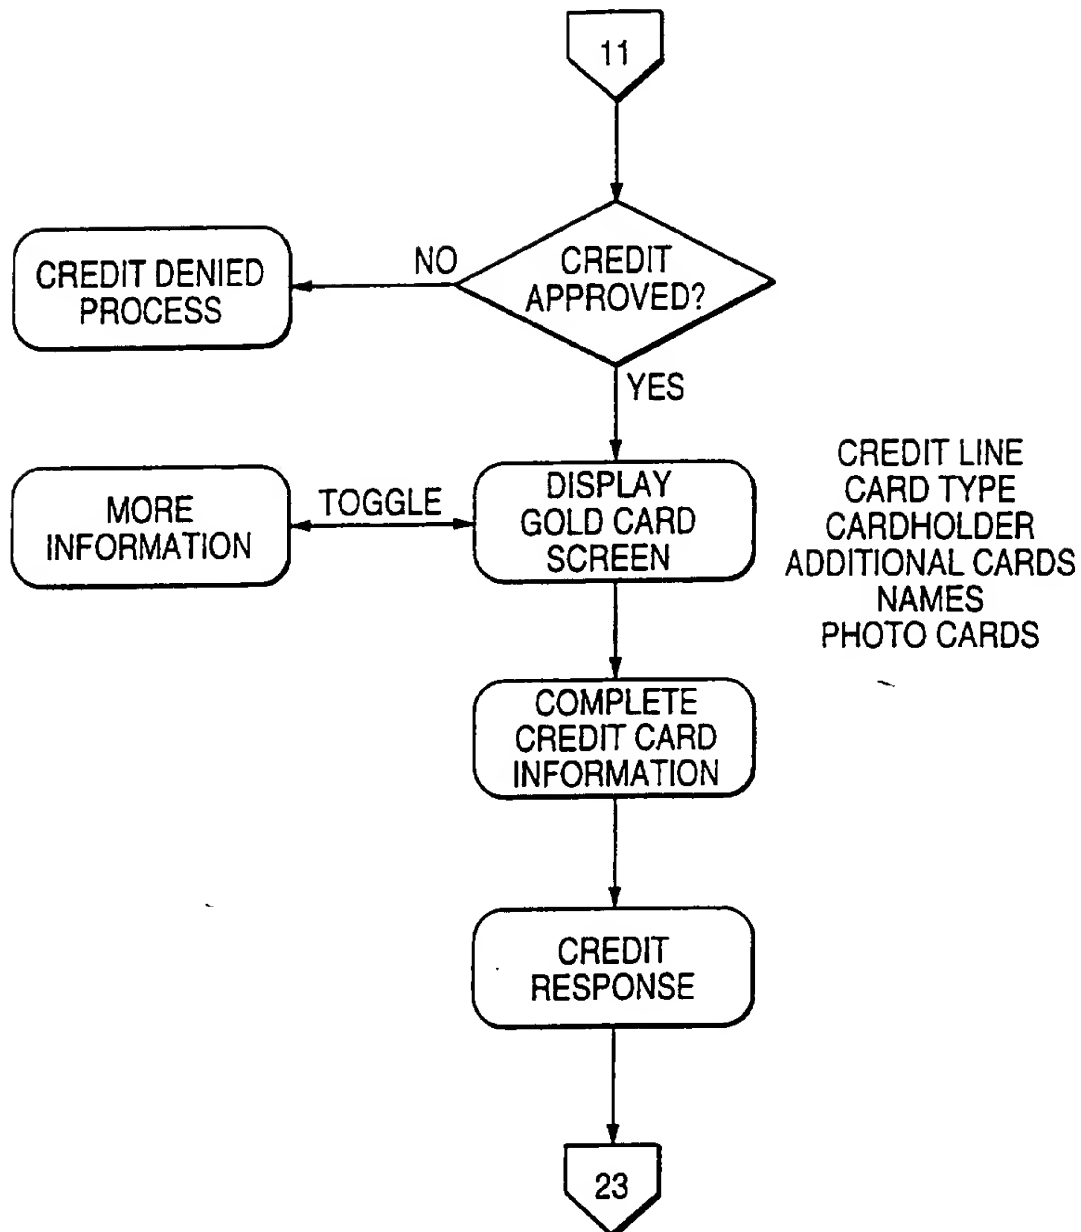 11
CREDIT
APPROVED?
NO
CREDIT DENIED
PROCESS
YES
DISPLAY
GOLD CARD
SCREEN
TOGGLE
MORE
INFORMATION
CREDIT LINE
CARD TYPE
CARDHOLDER
ADDITIONAL CARDS
NAMES
PHOTO CARDS
COMPLETE
CREDIT CARD
INFORMATION
CREDIT
RESPONSE
23